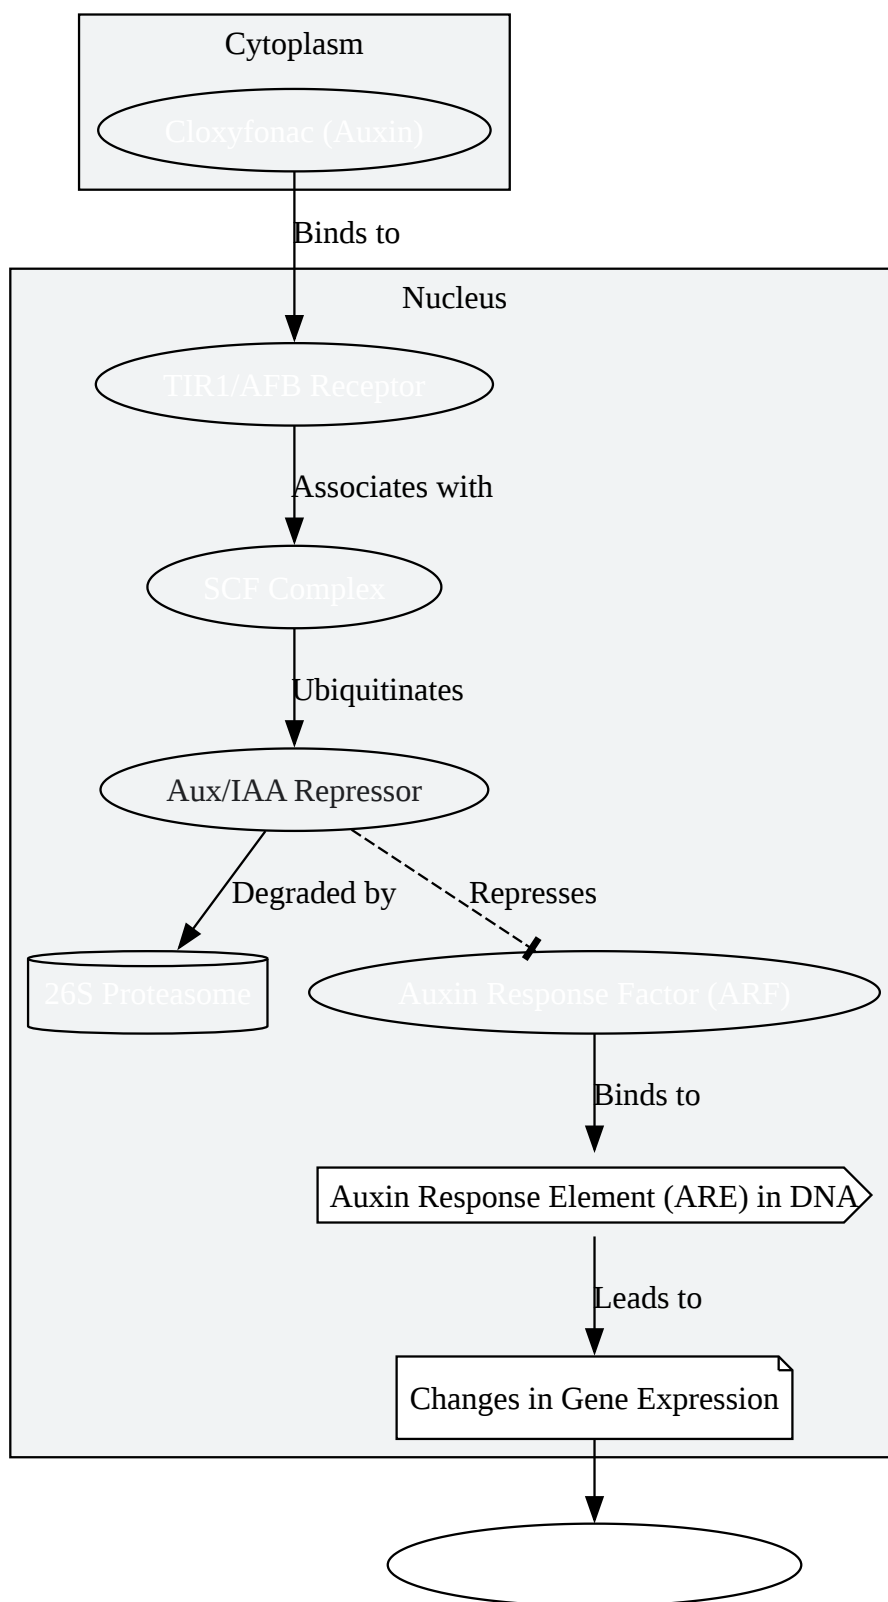 Cytoplasm
Cloxyfonac (Auxin)
Binds to
Nucleus
TIR1/AFB Receptor
Associates with
SCF Complex
Ubiquitinates
Aux/IAA Repressor
Degraded by
Represses
26S Proteasome
Auxin Response Factor (ARF)
Binds to
Auxin Response Element (ARE) in DNA
Leads to
Changes in Gene Expression